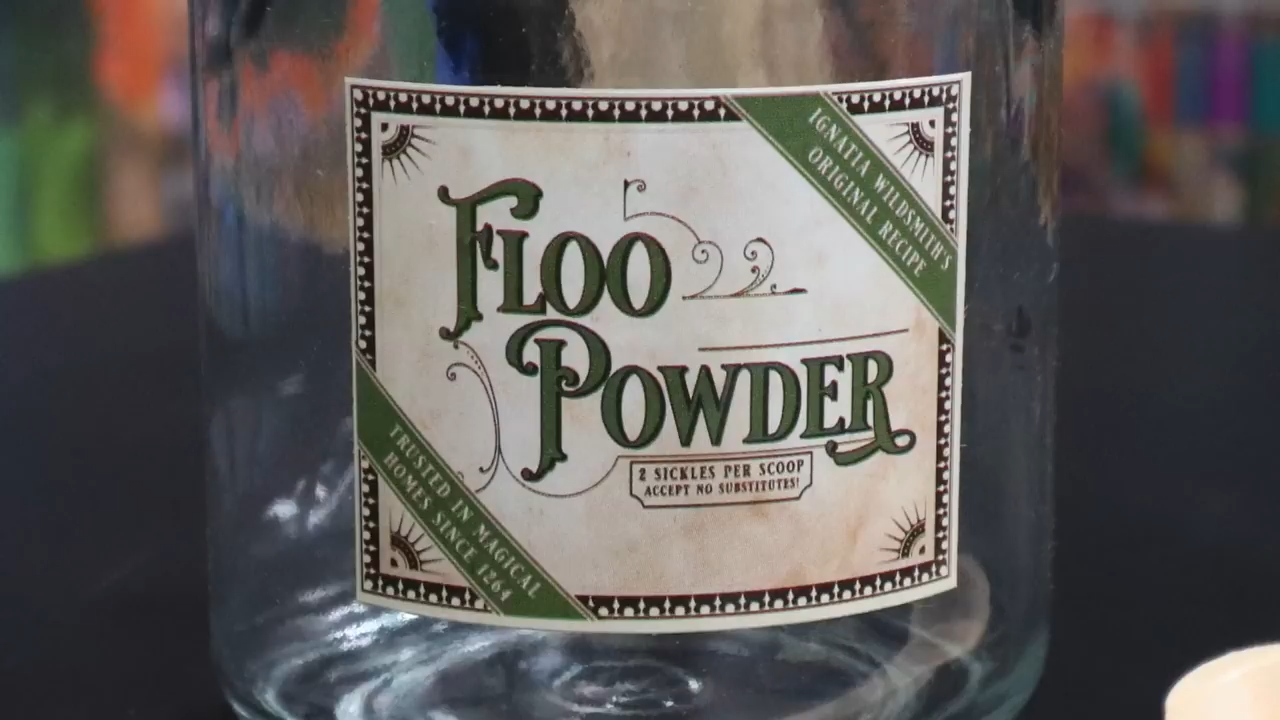 IGNATIA WILDSMITH'S
ORIGINAL RECIPE
FLOO
POWDER
2 SICKLES PER SCOOP
ACCEPT NO SUBSTITUTES!
TRUSTED IN MAGICAL
HOMES SINCE 1264